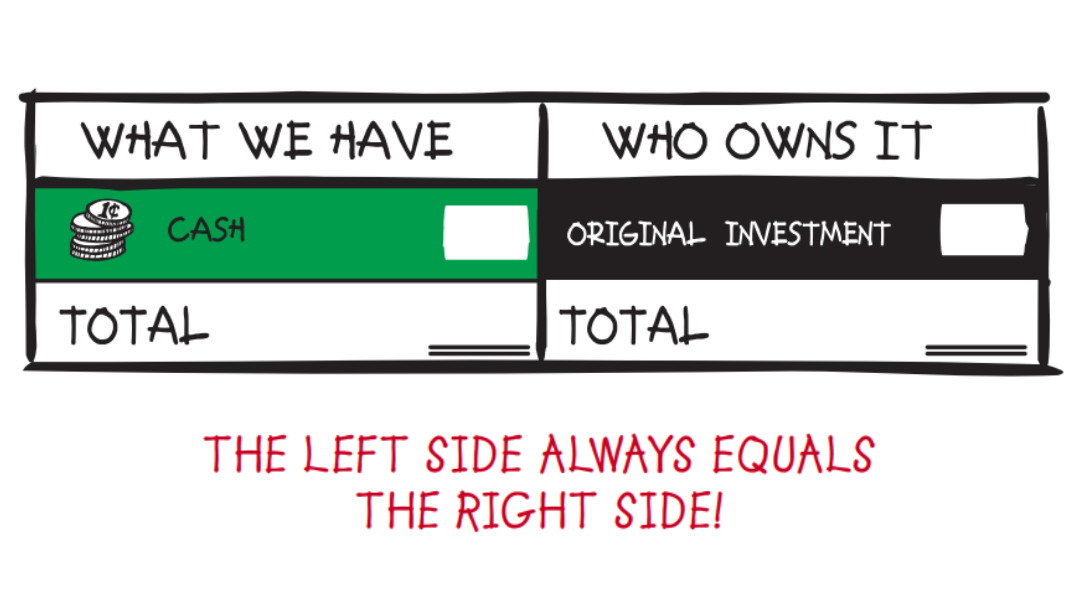 WHAT WE HAVE
WHO OWNS IT
1¢
CASH
ORIGINAL INVESTMENT
TOTAL
TOTAL
THE LEFT SIDE ALWAYS EQUALS
THE RIGHT SIDE!